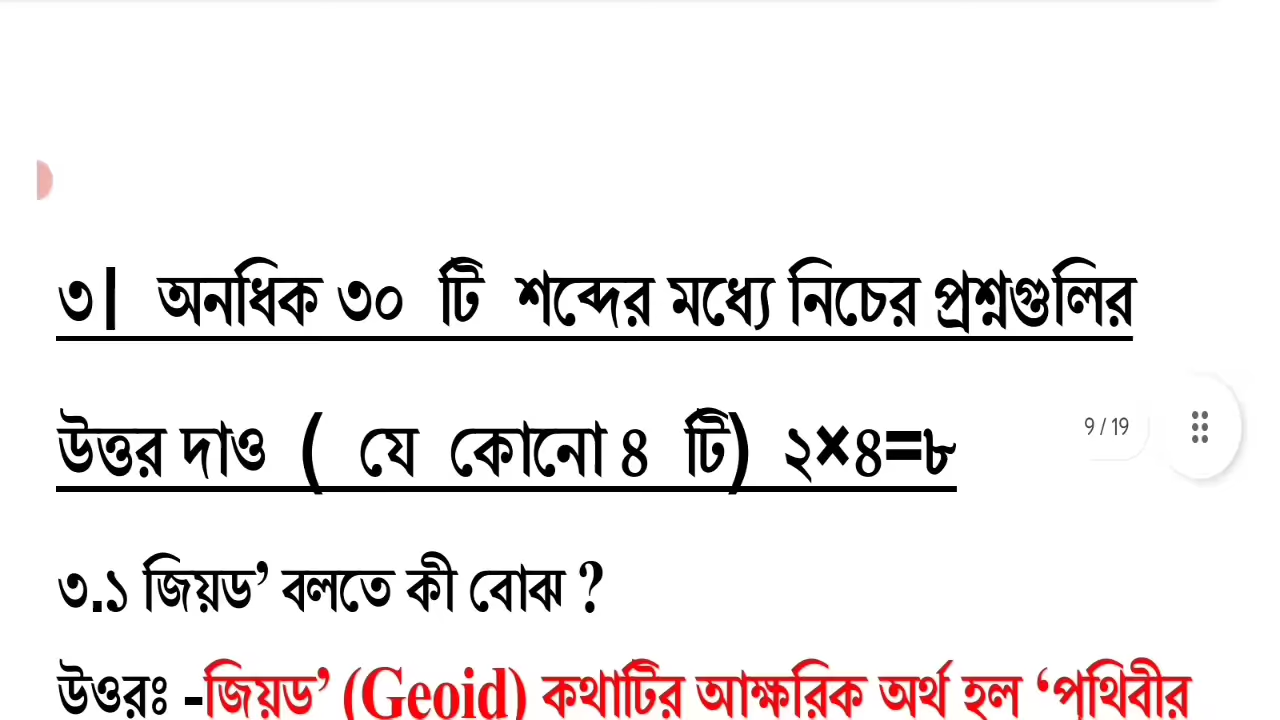 ৩| অনধিক ৩০ টি শব্দের মধ্যে নিচের প্রশ্নগুলির
উত্তর দাও ( যে কোনো ৪ টি) ২×৪=৮
9 / 19
৩.১ জিয়ড’ বলতে কী বোঝ ?
উওরঃ -জিয়ড’ (Geoid) কথাটির আক্ষরিক অর্থ হল ‘পৃথিবীর